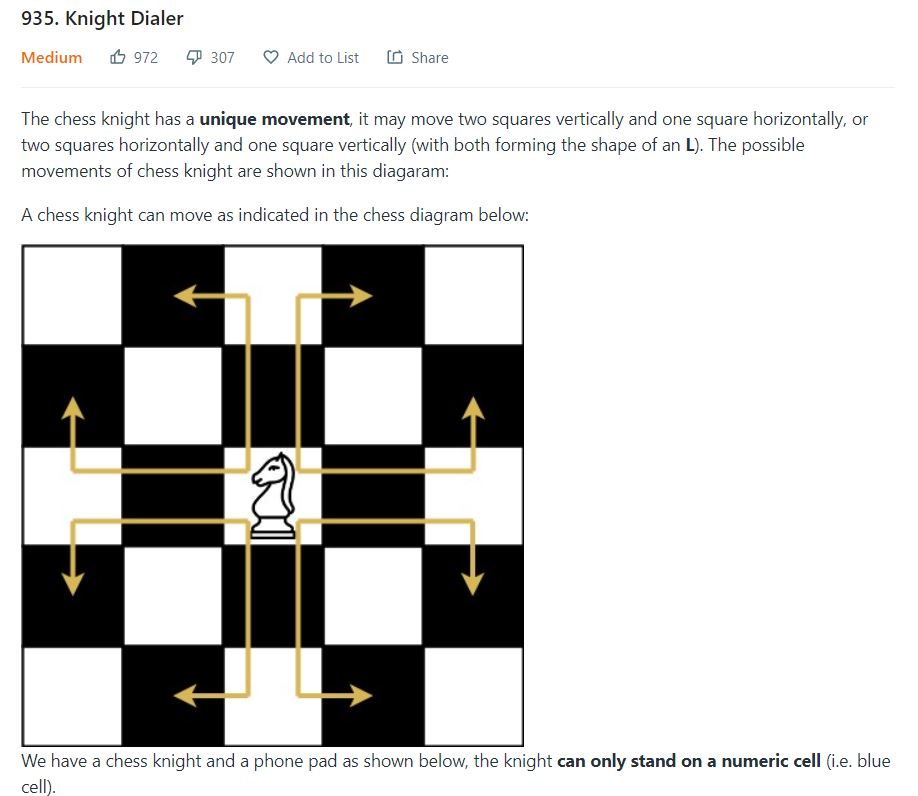 935. Knight Dialer
Medium 972 307 Add to List Share
The chess knight has a unique movement, it may move two squares vertically and one square horizontally, or
two squares horizontally and one square vertically (with both forming the shape of an L). The possible
movements of chess knight are shown in this diagaram:
A chess knight can move as indicated in the chess diagram below:
We have a chess knight and a phone pad as shown below, the knight can only stand on a numeric cell (i.e. blue
cell).